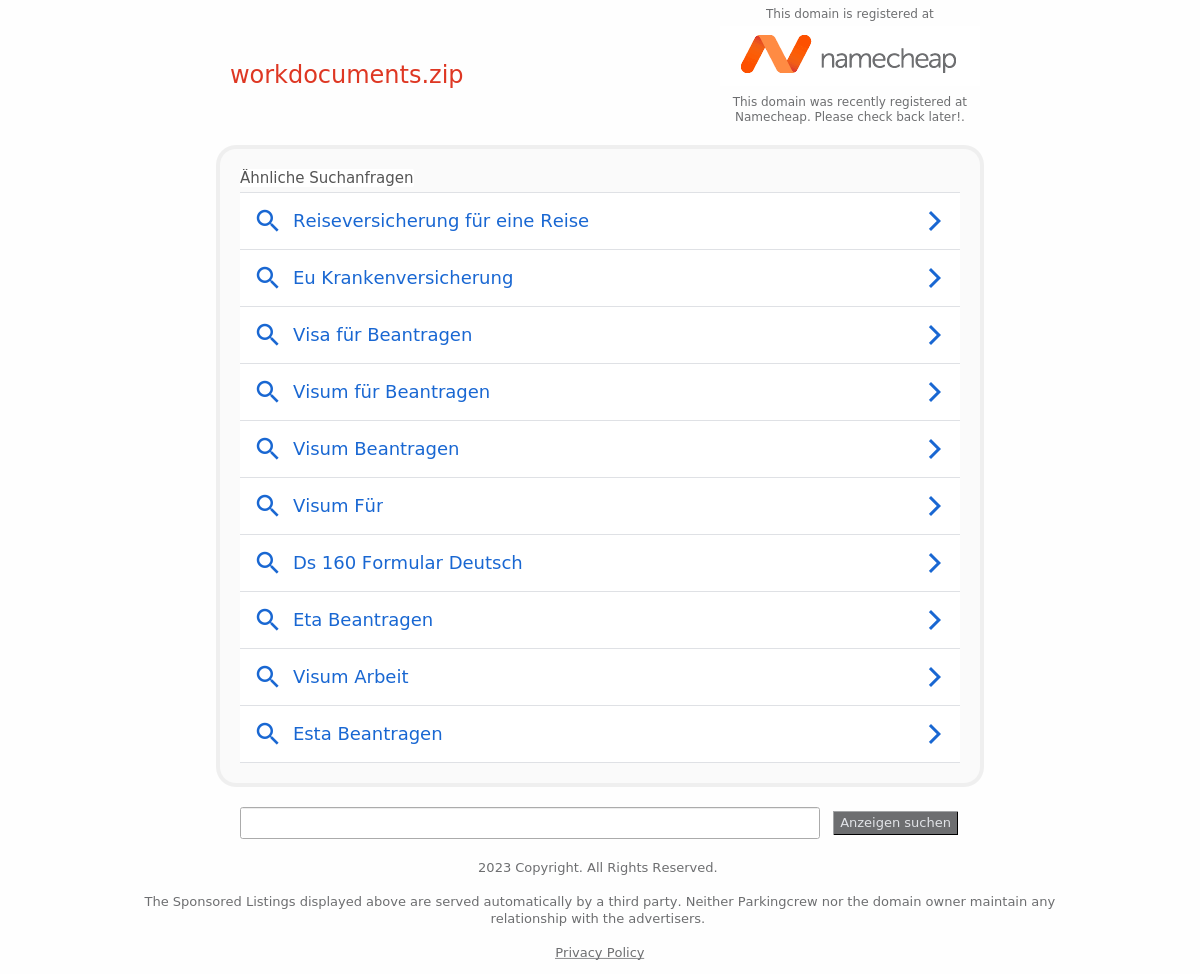 This domain is registered at
namecheap
workdocuments.zip
This domain was recently registered at
Namecheap. Please check back later!.
Ähnliche Suchanfragen
Reiseversicherung für eine Reise
Eu Krankenversicherung
Visa für Beantragen
Visum für Beantragen
Visum Beantragen
Visum Für
Ds 160 Formular Deutsch
Eta Beantragen
Visum Arbeit
Esta Beantragen
Anzeigen suchen
2023 Copyright. All Rights Reserved.
The Sponsored Listings displayed above are served automatically by a third party. Neither Parkingcrew nor the domain owner maintain any
relationship with the advertisers.
Privacy Policy